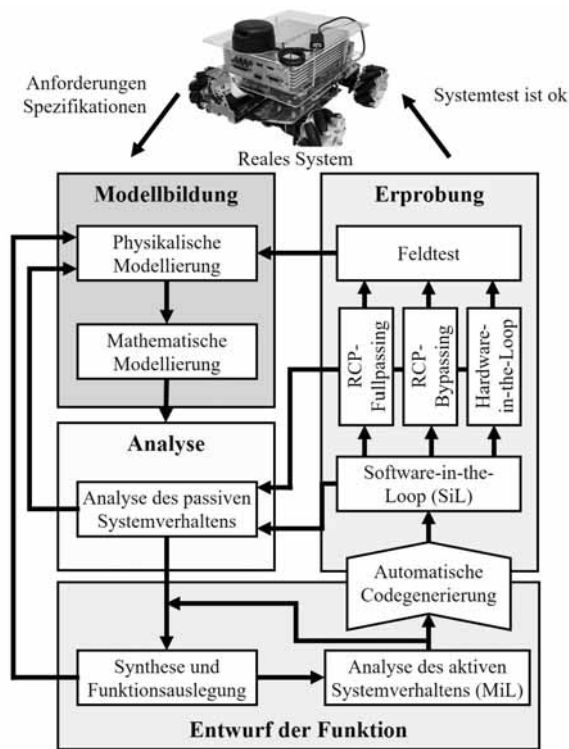 Anforderungen
Spezifikationen
Systemtest ist ok
Reales System
Modellbildung
Physikalische
Modellierung
Mathematische
Modellierung
Analyse
Analyse des passiven
Systemverhaltens
Erprobung
Feldtest
RCP-
Fullpassing
RCP-
Bypassing
Hardware-
in-the-Loop
Software-in-the-
Loop (SiL)
Automatische
Codegenerierung
Synthese und
Funktionsauslegung
Analyse des aktiven
Systemverhaltens (MiL)
Entwurf der Funktion